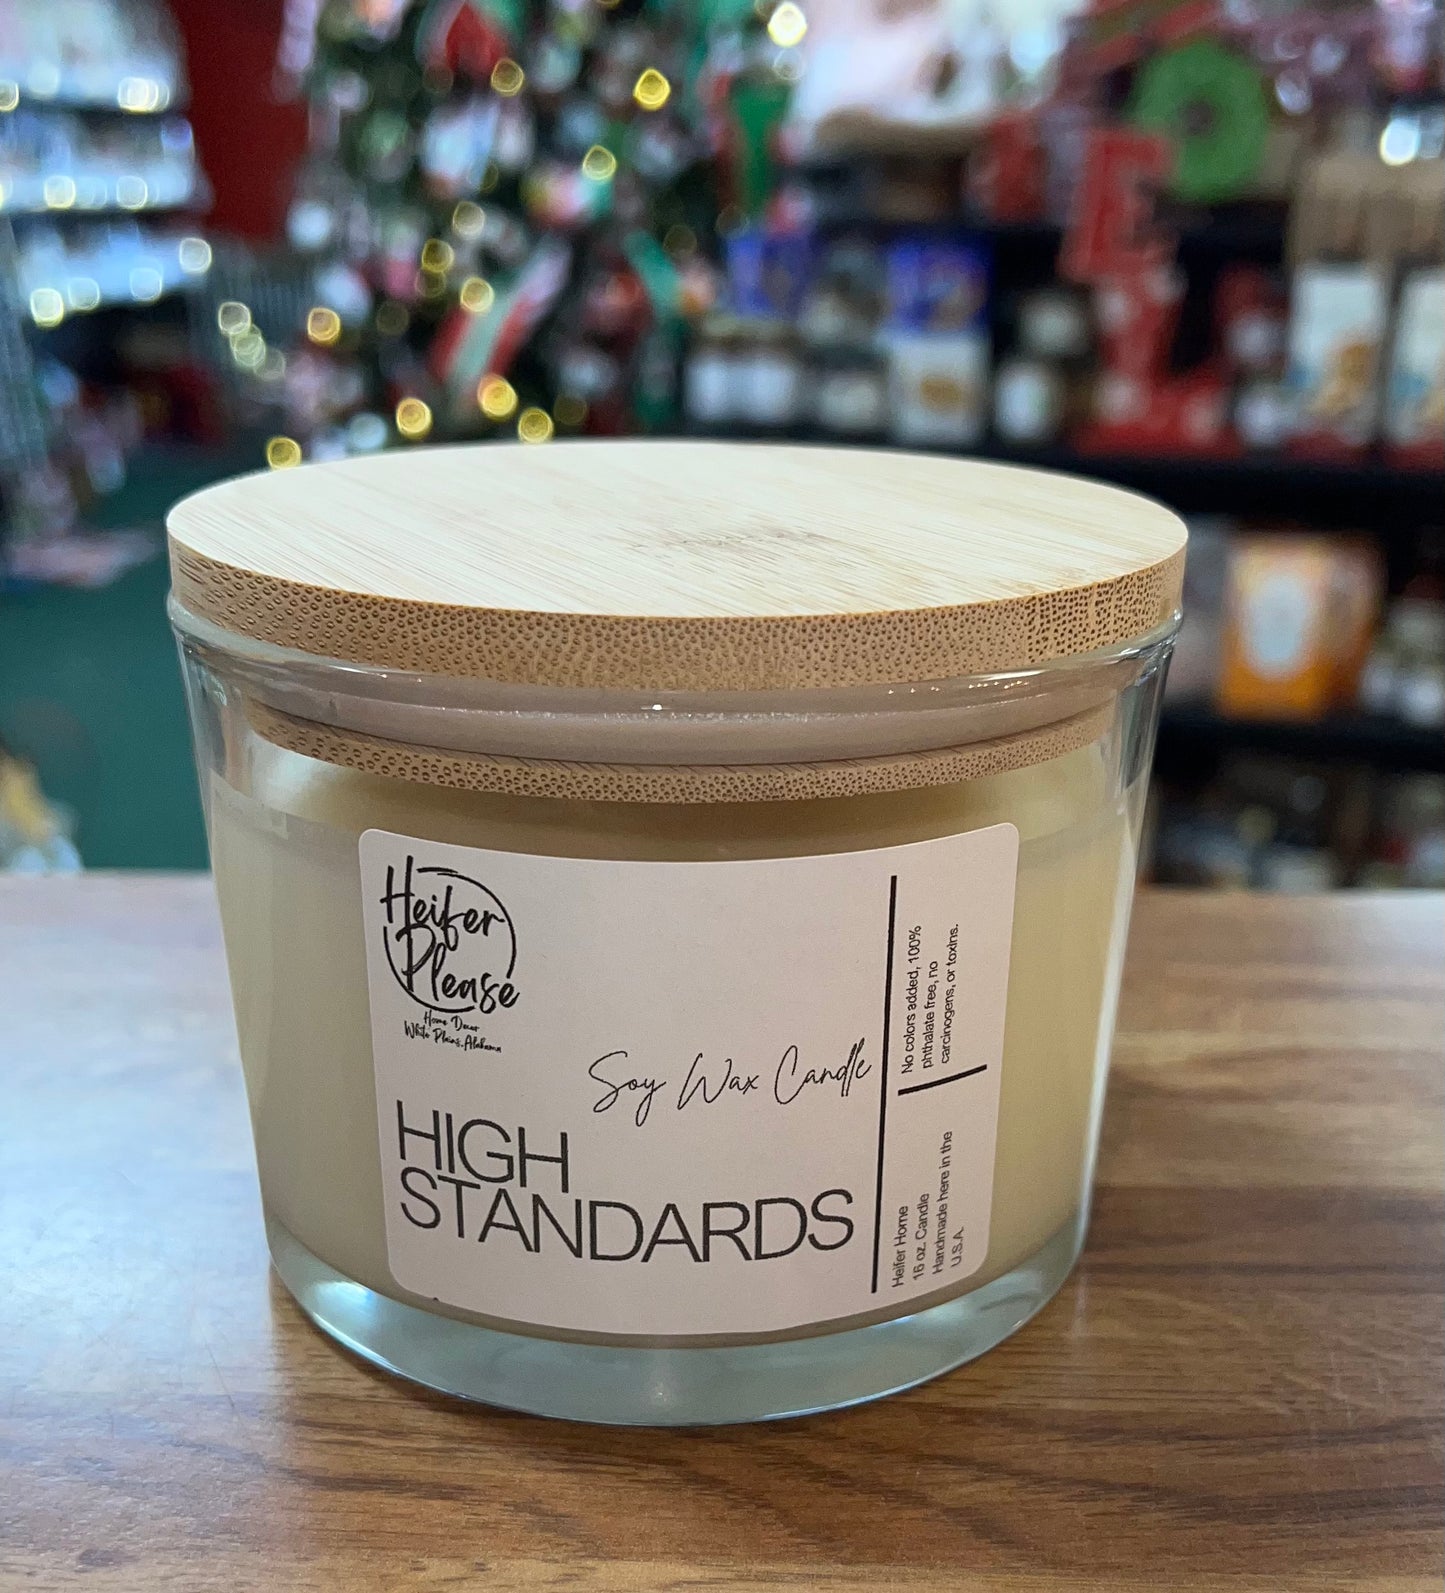 Heifer
Please
Home Decor
White Plains, Alabama
Soy Wax Candle
HIGH
STANDARDS
No colors added, 100%
phthalate free, no
carcinogens, or toxins.
Heifer Home
16 oz. Candle
Handmade here in the
U.S.A.